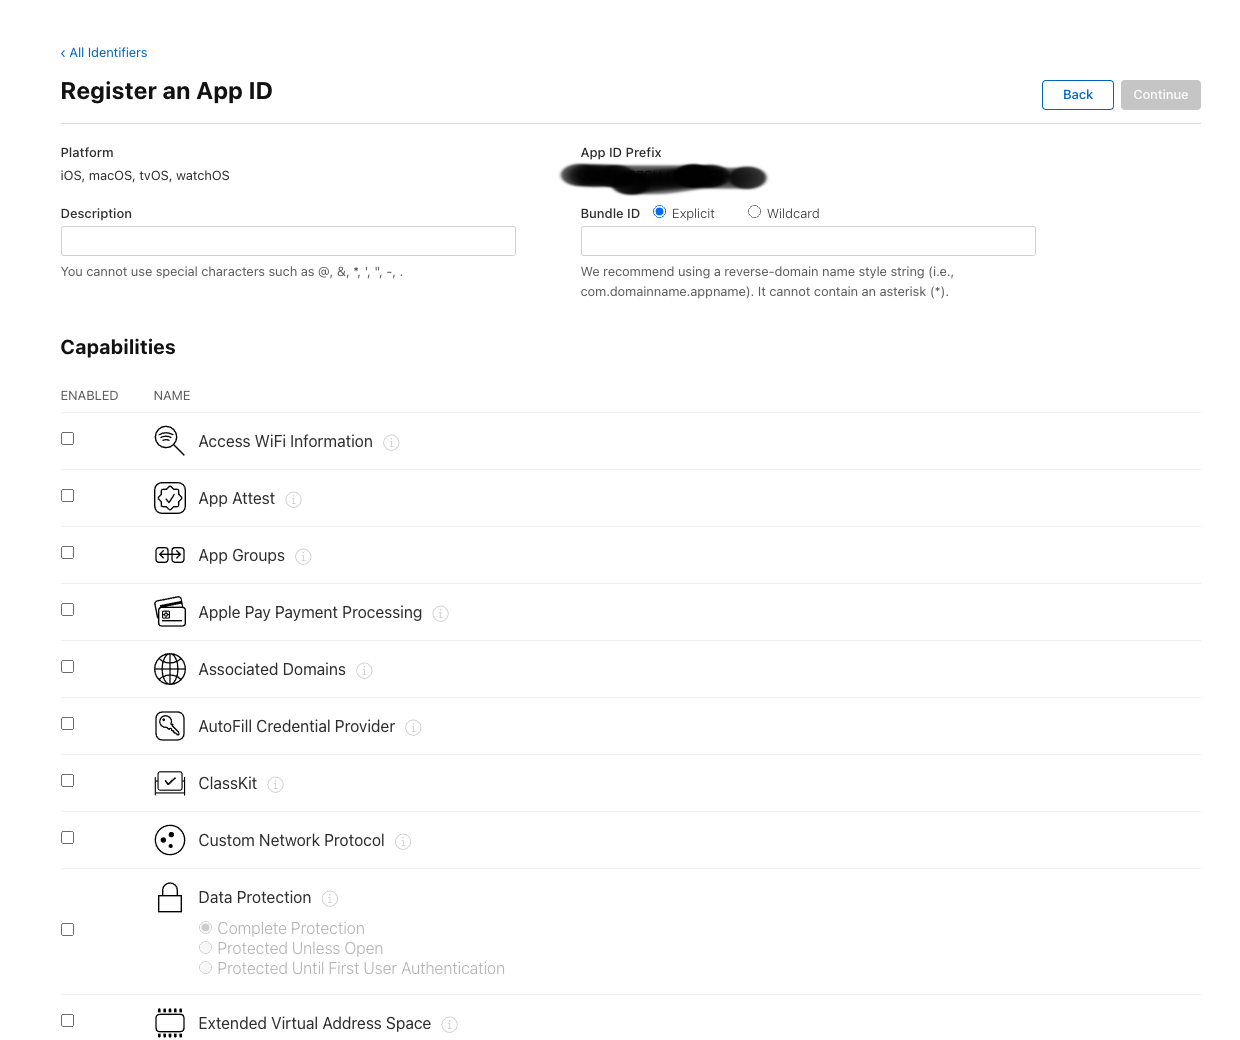 ‹ All Identifiers
Register an App ID
Back
Continue
Platform
iOS, macOS, tvOS, watchOS
App ID Prefix
Description
You cannot use special characters such as @, &, *, ', ", -, .
Bundle ID Explicit Wildcard
We recommend using a reverse-domain name style string (i.e.,
com.domainname.appname). It cannot contain an asterisk (*).
Capabilities
ENABLED NAME
Access WiFi Information
App Attest
App Groups
Apple Pay Payment Processing
Associated Domains
AutoFill Credential Provider
ClassKit
Custom Network Protocol
Data Protection
Complete Protection
Protected Unless Open
Protected Until First User Authentication
Extended Virtual Address Space